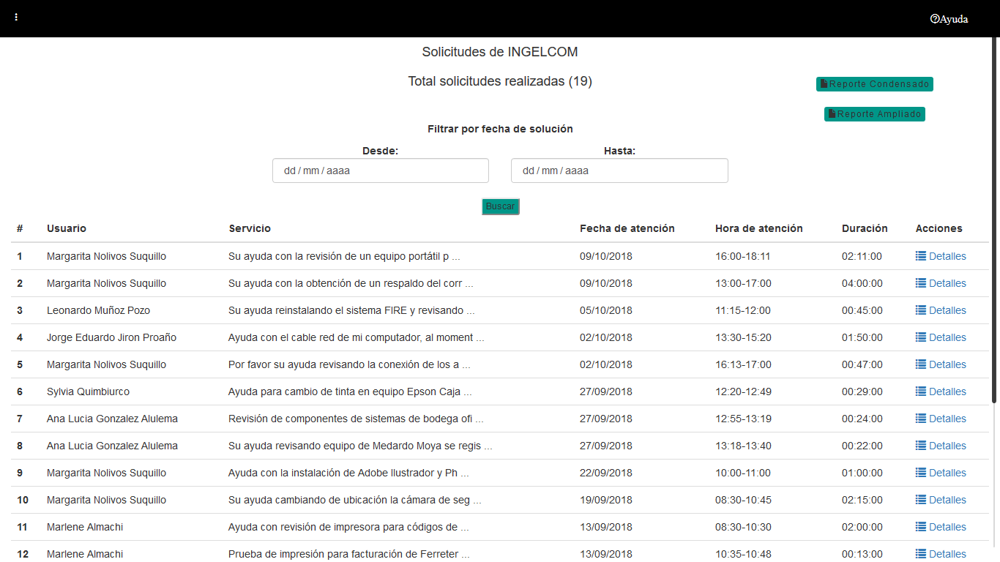 Ayuda
Solicitudes de INGELCOM
Total solicitudes realizadas (19)
Reporte Condensado
Reporte Ampliado
Filtrar por fecha de solución
Desde: Hasta:
dd / mm / aaaa dd / mm / aaaa
Buscar
# Usuario Servicio Fecha de atención Hora de atención Duración Acciones
1 Margarita Nolivos Suquillo Su ayuda con la revisión de un equipo portátil p ... 09/10/2018 16:00-18:11 02:11:00 Detalles
2 Margarita Nolivos Suquillo Su ayuda con la obtención de un respaldo del corr ... 09/10/2018 13:00-17:00 04:00:00 Detalles
3 Leonardo Muñoz Pozo Su ayuda reinstalando el sistema FIRE y revisando ... 05/10/2018 11:15-12:00 00:45:00 Detalles
4 Jorge Eduardo Jiron Proaño Ayuda con el cable red de mi computador, al moment ... 02/10/2018 13:30-15:20 01:50:00 Detalles
5 Margarita Nolivos Suquillo Por favor su ayuda revisando la conexión de los a ... 02/10/2018 16:13-17:00 00:47:00 Detalles
6 Sylvia Quimbiurco Ayuda para cambio de tinta en equipo Epson Caja ... 27/09/2018 12:20-12:49 00:29:00 Detalles
7 Ana Lucia Gonzalez Alulema Revisión de componentes de sistemas de bodega ofi ... 27/09/2018 12:55-13:19 00:24:00 Detalles
8 Ana Lucia Gonzalez Alulema Su ayuda revisando equipo de Medardo Moya se regis ... 27/09/2018 13:18-13:40 00:22:00 Detalles
9 Margarita Nolivos Suquillo Ayuda con la instalación de Adobe Ilustrador y Ph ... 22/09/2018 10:00-11:00 01:00:00 Detalles
10 Margarita Nolivos Suquillo Su ayuda cambiando de ubicación la cámara de seg ... 19/09/2018 08:30-10:45 02:15:00 Detalles
11 Marlene Almachi Ayuda con revisión de impresora para códigos de ... 13/09/2018 08:30-10:30 02:00:00 Detalles
12 Marlene Almachi Prueba de impresión para facturación de Ferreter ... 13/09/2018 10:35-10:48 00:13:00 Detalles